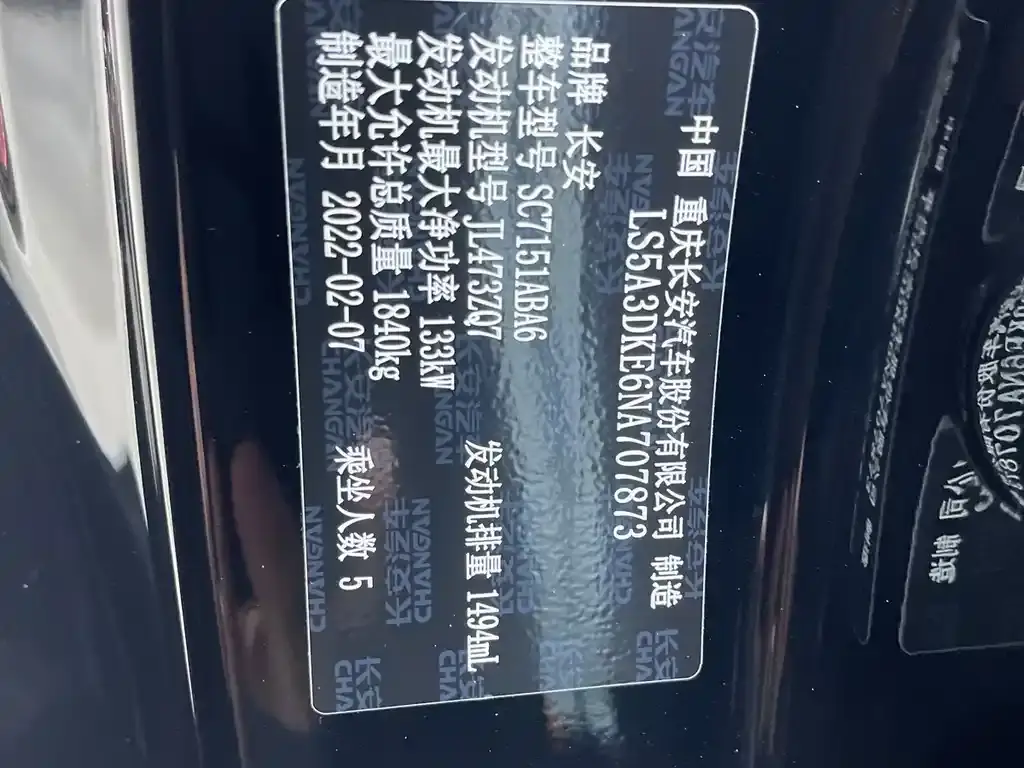 中国 重庆长安汽车股份有限公司 制造
LS5A3DKE6NA707873
品牌 长安
整车型号 SC7151ABA6
发动机型号 JL473ZQ7 发动机排量 1494mL
发动机最大净功率 133kW
最大允许总质量 1840kg 乘坐人数 5
制造年月 2022-02-07